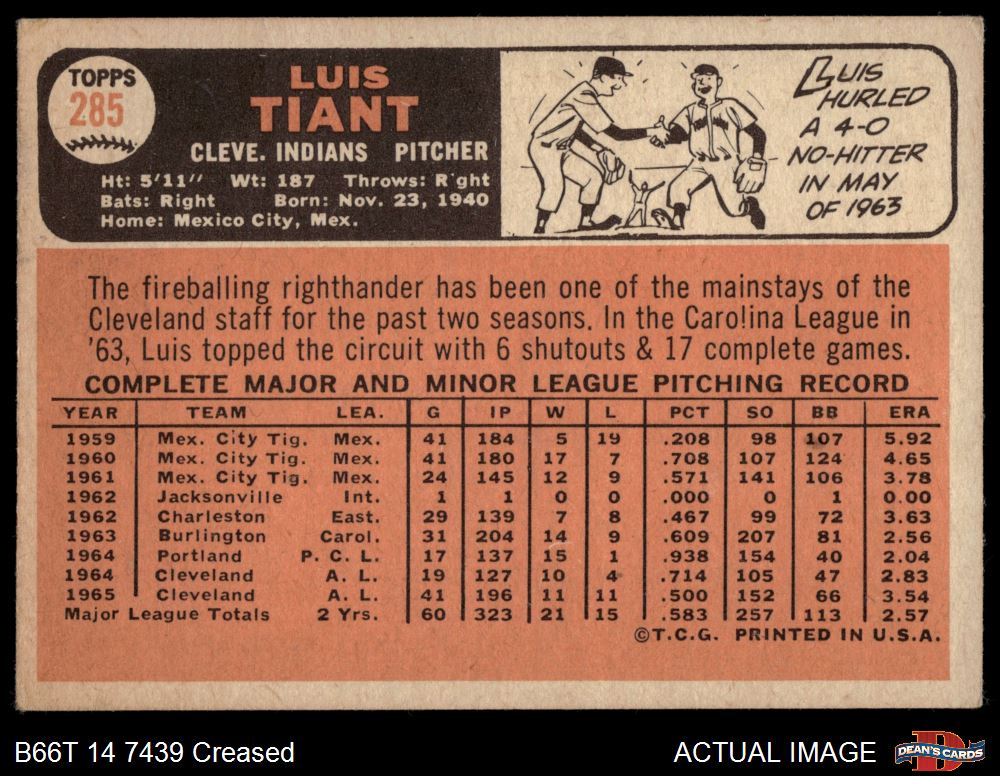 TOPPS
285
LUIS
TIANT
CLEVE. INDIANS PITCHER
Ht: 5'11" Wt: 187 Throws: R'ght
Bats: Right Born: Nov. 23, 1940
Home: Mexico City, Mex.
LUIS
HURLED
A 4-0
NO-HITTER
IN MAY
OF 1963
The fireballing righthander has been one of the mainstays of the
Cleveland staff for the past two seasons. In the Caro!ina League in
'63, Luis topped the circuit with 6 shutouts & 17 complete games.
COMPLETE MAJOR AND MINOR LEAGUE PITCHING RECORD
YEAR TEAM LEA. G IP W L PCT SO BB ERA
1959 Mex. City Tig. Mex. 41 184 5 19 .208 98 107 5.92
1960 Mex. City Tig. Mex. 41 180 17 7 .708 107 124 4.65
1961 Mex. City Tig. Mex. 24 145 12 9 .571 141 106 3.78
1962 Jacksonville Int. 1 1 0 0 .000 0 1 0.00
1962 Charleston East. 29 139 7 8 .467 99 72 3.63
1963 Burlington Carol. 31 204 14 9 .609 207 81 2.56
1964 Portland P. C. L. 17 137 15 1 .938 154 40 2.04
1964 Cleveland A. L. 19 127 10 4 .714 105 47 2.83
1965 Cleveland A. L. 41 196 11 11 .500 152 66 3.54
Major League Totals 2 Yrs. 60 323 21 15 .583 257 113 2.57
©T.C.G. PRINTED IN U.S.A.
B66T 14 7439 Creased
ACTUAL IMAGE
D
DEAN'S CARDS